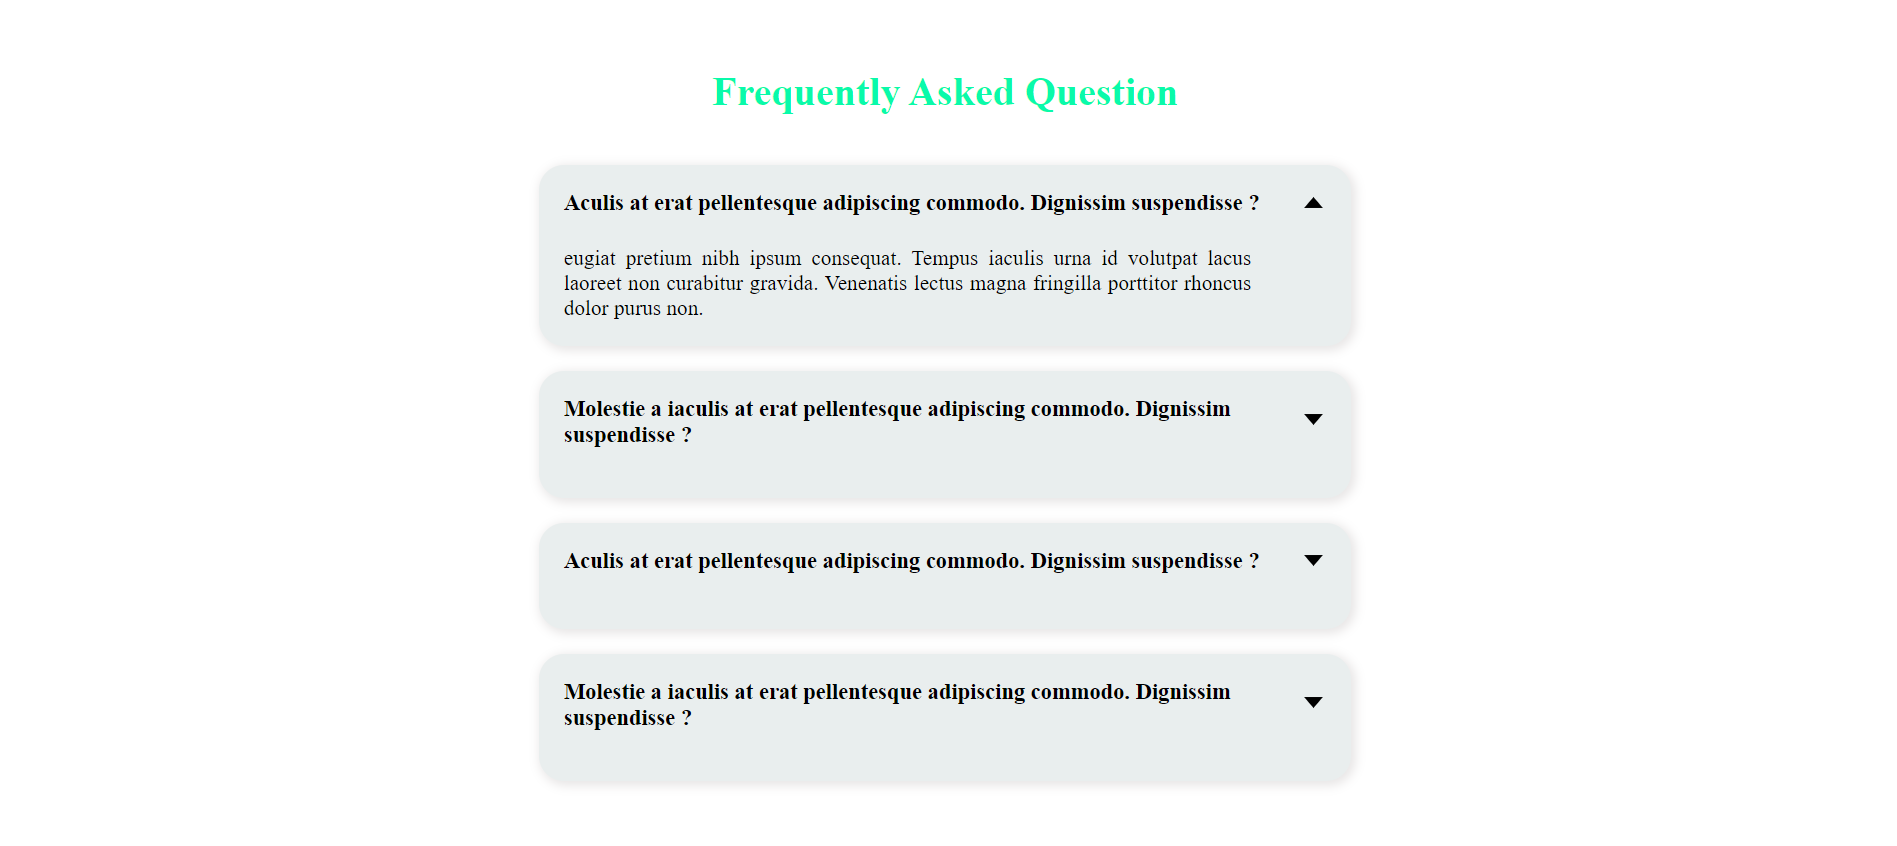 Frequently Asked Question
Aculis at erat pellentesque adipiscing commodo. Dignissim suspendisse ?
eugiat pretium nibh ipsum consequat. Tempus iaculis urna id volutpat lacus
laoreet non curabitur gravida. Venenatis lectus magna fringilla porttitor rhoncus
dolor purus non.
Molestie a iaculis at erat pellentesque adipiscing commodo. Dignissim
suspendisse ?
Aculis at erat pellentesque adipiscing commodo. Dignissim suspendisse ?
Molestie a iaculis at erat pellentesque adipiscing commodo. Dignissim
suspendisse ?